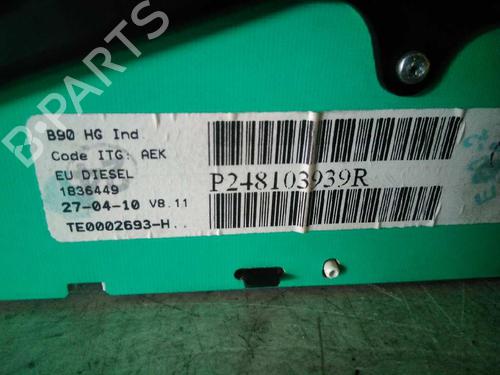 B90 HG Ind.
Code ITG: AEK
EU DIESEL
1836449
27-04-10 V8.11
TE0002693-H..
P248103939R
B-PARTS